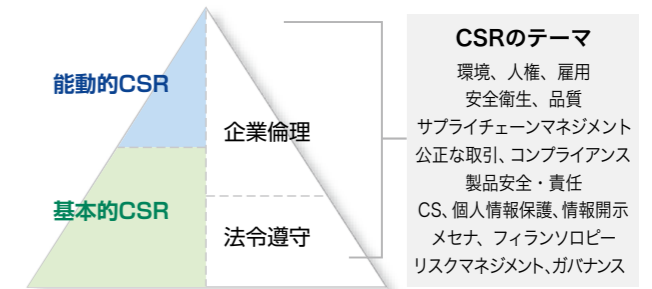 能動的CSR
基本的CSR
企業倫理
法令遵守
CSRのテーマ
環境、人権、雇用
安全衛生、品質
サプライチェーンマネジメント
公正な取引、コンプライアンス
製品安全・責任
CS、個人情報保護、情報開示
メセナ、フィランソロピー
リスクマネジメント、ガバナンス